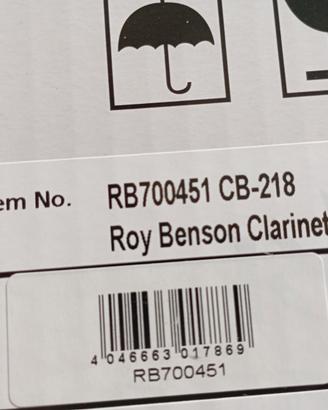 em No. RB700451 CB-218
Roy Benson Clarinet
4 046663 017869
RB700451